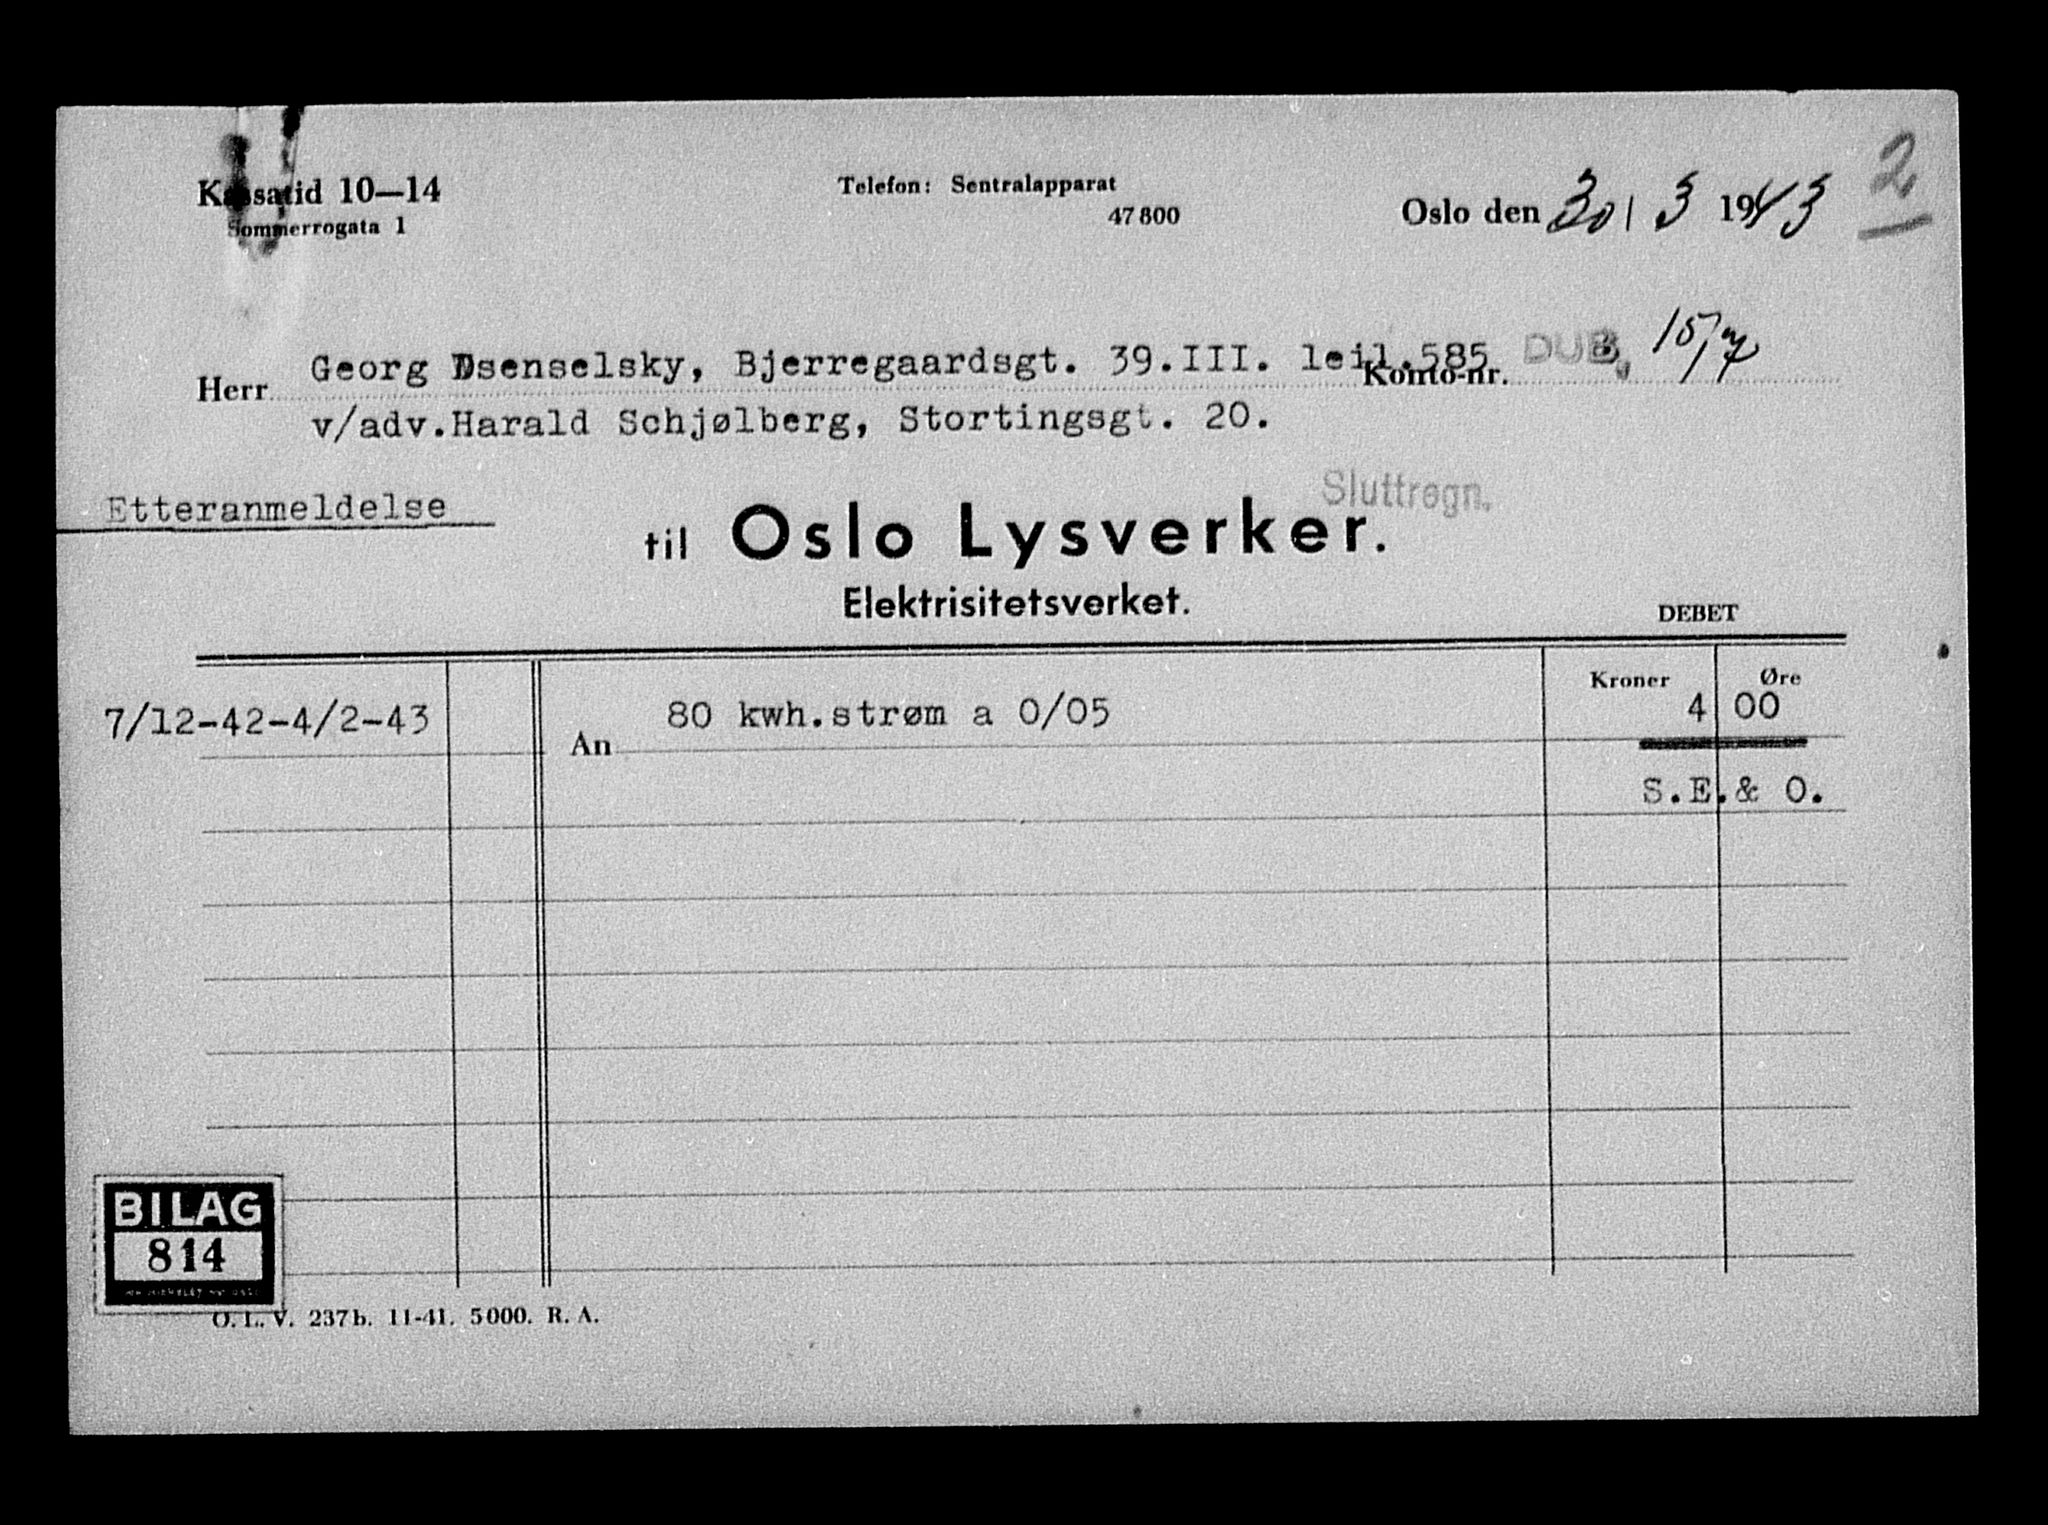 Kassatid 10—14
Sommerrogata 1
Telefon: Sentralapparat
47800
Oslo den 30/3 1943
2
Herr Georg Dsenselsky, Bjerregaardsgt. 39.III. leil.585
Konto-nr. DUB.
v/adv.Harald Schjølberg, Stortingsgt. 20.
Etteranmeldelse
Sluttregn.
til Oslo Lysverker.
Elektrisitetsverket.
DEBET
Kroner Øre
7/12-42-4/2-43 An 80 kwh.strøm a 0/05 4 00
S.E.& O.
BILAG
814
O. L. V. 237b. 11-41. 5000. R. A.